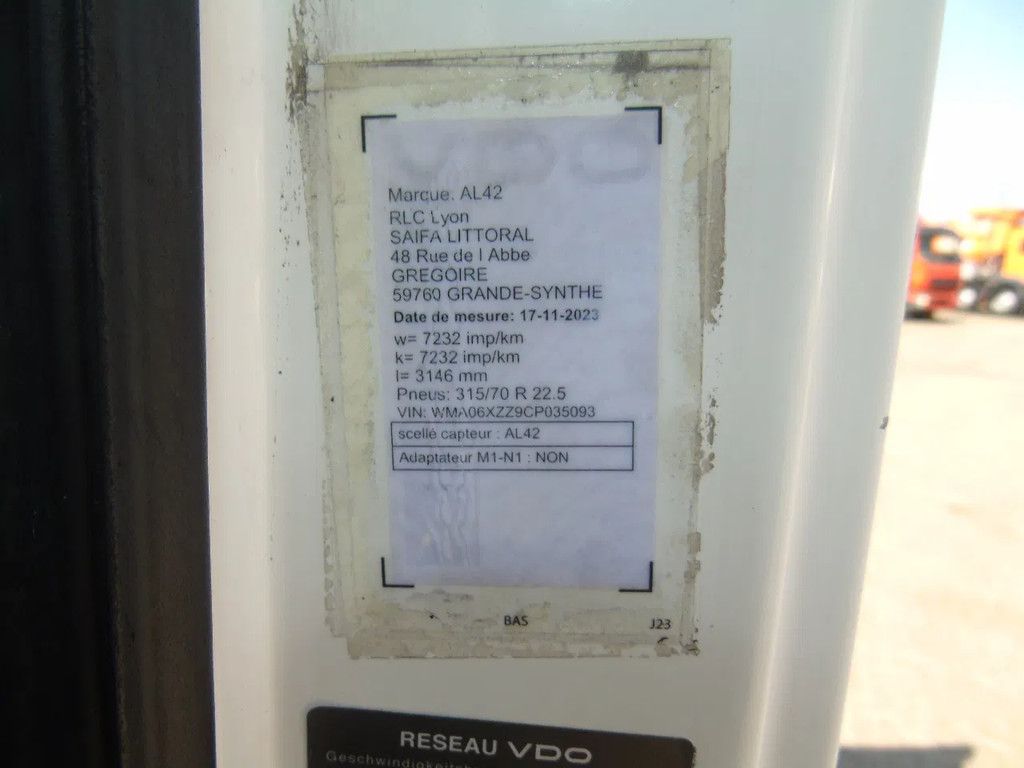 Marque: AL42
RLC Lyon
SAIFA LITTORAL
48 Rue de l Abbe
GREGOIRE
59760 GRANDE-SYNTHE
Date de mesure: 17-11-2023
w= 7232 imp/km
k= 7232 imp/km
l= 3146 mm
Pneus: 315/70 R 22.5
VIN: WMA06XZZ9CP035093
scellé capteur : AL42
Adaptateur M1-N1 : NON
BAS
J23
RESEAU VDO